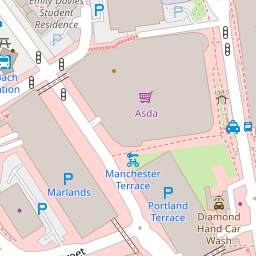 Emily Davies
Student
Residence
P
P
Asda
P
Marlands
Manchester
Terrace
P
Portland
Terrace
P
Diamond
Hand Car
Wash